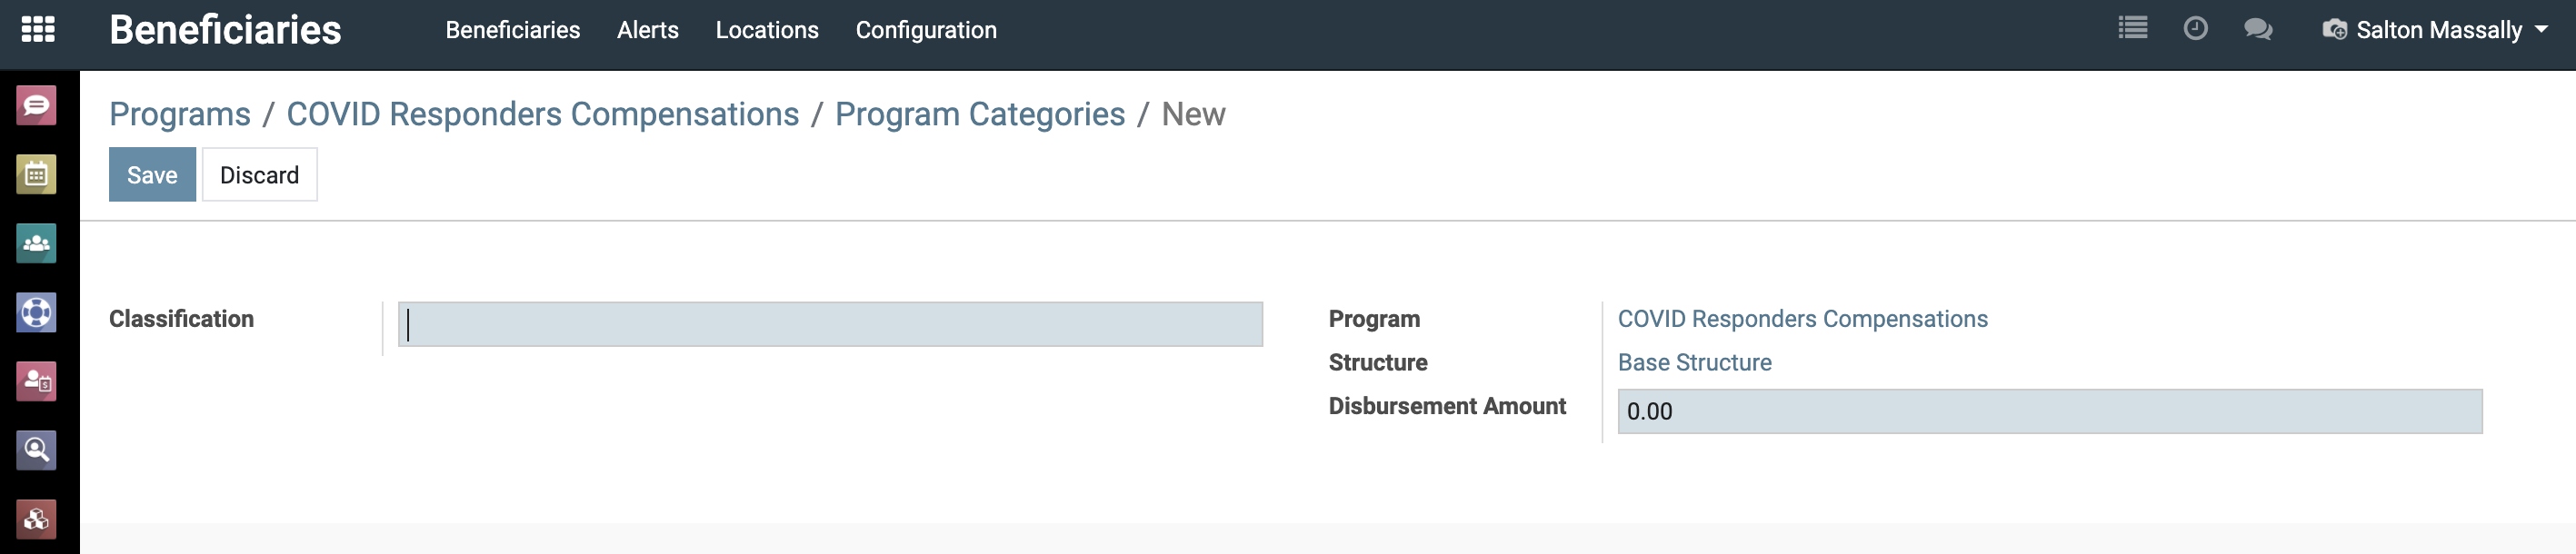 Beneficiaries Beneficiaries Alerts Locations Configuration Salton Massally
Programs / COVID Responders Compensations / Program Categories / New
Save Discard
Classification
Program COVID Responders Compensations
Structure Base Structure
Disbursement Amount 0.00